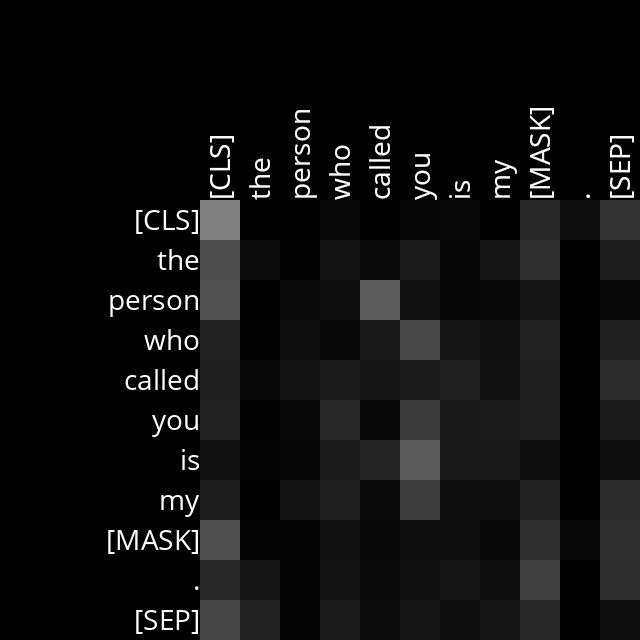 [CLS] the person who called you is my [MASK] . [SEP]
[CLS]
the
person
who
called
you
is
my
[MASK]
.
[SEP]